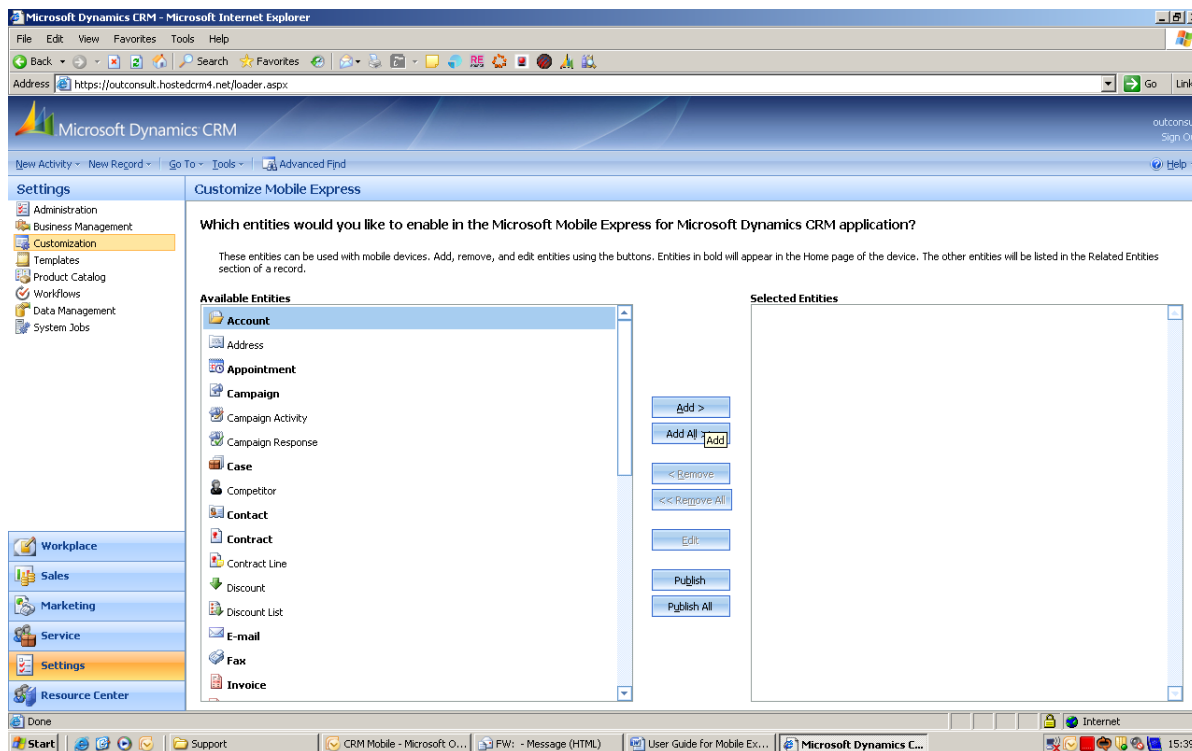 Microsoft Dynamics CRM - Microsoft Internet Explorer
File Edit View Favorites Tools Help
Back Search Favorites
Address https://outconsult.hostedcrm4.net/loader.aspx Go Link
Microsoft Dynamics CRM
outconsu
Sign O
New Activity New Record Go To Tools Advanced Find Help
Settings
Customize Mobile Express
Administration
Business Management
Customization
Templates
Product Catalog
Workflows
Data Management
System Jobs
Which entities would you like to enable in the Microsoft Mobile Express for Microsoft Dynamics CRM application?
These entities can be used with mobile devices. Add, remove, and edit entities using the buttons. Entities in bold will appear in the Home page of the device. The other entities will be listed in the Related Entities
section of a record.
Available Entities
Account
Address
Appointment
Campaign
Campaign Activity
Campaign Response
Case
Competitor
Contact
Contract
Contract Line
Discount
Discount List
E-mail
Fax
Invoice
Add >
Add All >
Add
< Remove
<< Remove All
Edit
Publish
Publish All
Selected Entities
Workplace
Sales
Marketing
Service
Settings
Resource Center
Done Internet
Start Support CRM Mobile - Microsoft O... FW: - Message (HTML) User Guide for Mobile Ex... Microsoft Dynamics C...